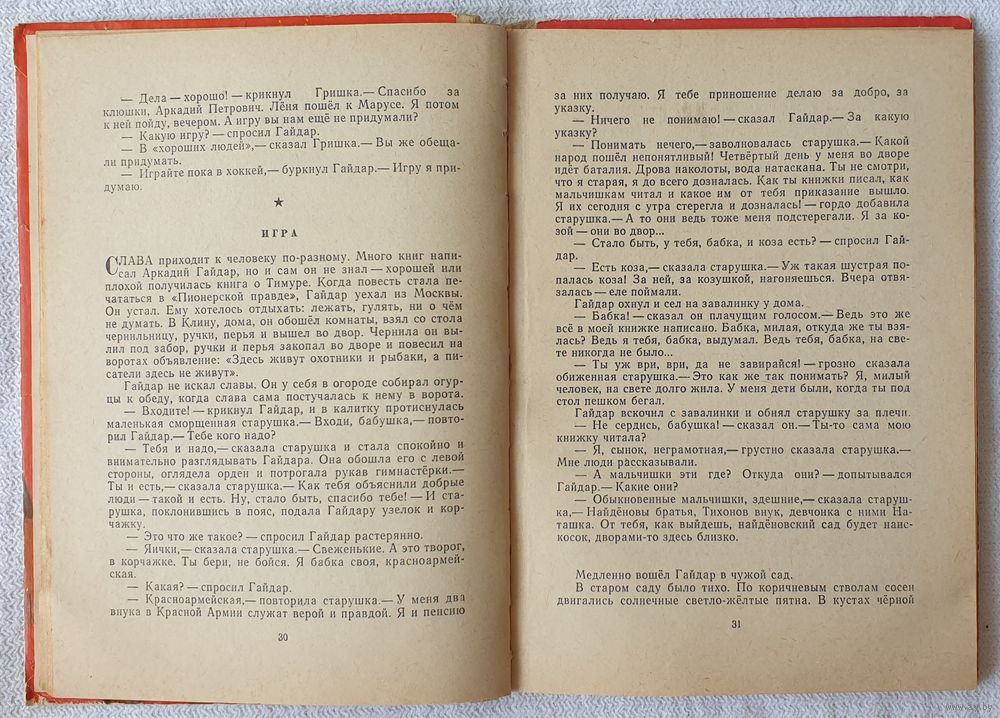 — Дела — хорошо! — крикнул Гришка.— Спасибо за
клюшки, Аркадий Петрович. Лёня пошёл к Марусе. Я потом
к ней пойду, вечером. А игру вы нам ещё не придумали?
— Какую игру? — спросил Гайдар.
— В «хороших людей»,— сказал Гришка.— Вы же обеща-
ли придумать.
— Играйте пока в хоккей,— буркнул Гайдар.— Игру я при-
думаю.
★
ИГРА
СЛАВА приходит к человеку по-разному. Много книг напи-
сал Аркадий Гайдар, но и сам он не знал — хорошей или
плохой получилась книга о Тимуре. Когда повесть стала пе-
чататься в «Пионерской правде», Гайдар уехал из Москвы.
Он устал. Ему хотелось отдыхать: лежать, гулять, ни о чём
не думать. В Клину, дома, он обошёл комнаты, взял со стола
чернильницу, ручки, перья и вышел во двор. Чернила он вы-
лил под забор, ручки и перья закопал во дворе и повесил на
воротах объявление: «Здесь живут охотники и рыбаки, а пи-
сатели здесь не живут».
Гайдар не искал славы. Он у себя в огороде собирал огур-
цы к обеду, когда слава сама постучалась к нему в ворота.
— Входите! — крикнул Гайдар, и в калитку протиснулась
маленькая сморщенная старушка.— Входи, бабушка,— повто-
рил Гайдар.— Тебе кого надо?
— Тебя и надо,— сказала старушка и стала спокойно и
внимательно разглядывать Гайдара. Она обошла его с левой
стороны, оглядела орден и потрогала рукав гимнастёрки.—
Ты и есть,— сказала старушка.— Как тебя объяснили добрые
люди — такой и есть. Ну, стало быть, спасибо тебе! — И ста-
рушка, поклонившись в пояс, подала Гайдару узелок и кор-
чажку.
— Это что же такое? — спросил Гайдар растерянно.
— Яички,— сказала старушка.— Свеженькие. А это творог,
в корчажке. Ты бери, не бойся. Я бабка своя, красноармей-
ская.
— Какая? — спросил Гайдар.
— Красноармейская,— повторила старушка.— У меня два
внука в Красной Армии служат верой и правдой. Я и пенсию
30
за них получаю. Я тебе приношение делаю за добро, за
указку.
— Ничего не понимаю! — сказал Гайдар.— За какую
указку?
— Понимать нечего,— заволновалась старушка.— Какой
народ пошёл непонятливый! Четвёртый день у меня во дворе
идёт баталия. Дрова наколоты, вода натаскана. Ты не смотри,
что я старая, я до всего дозналась. Как ты книжки писал, как
мальчишкам читал и какое им от тебя приказание вышло.
Я их сегодня с утра стерегла и дозналась! — гордо добавила
старушка.— А то они ведь тоже меня подстерегали. Я за ко-
зой — они во двор...
— Стало быть, у тебя, бабка, и коза есть? — спросил Гай-
дар.
— Есть коза,— сказала старушка.— Уж такая шустрая по-
палась коза! За ней, за козушкой, нагоняешься. Вчера отвя-
залась — еле поймали.
Гайдар охнул и сел на завалинку у дома.
— Бабка! — сказал он плачущим голосом.— Ведь это же
всё в моей книжке написано. Бабка, милая, откуда же ты взя-
лась? Ведь я тебя, бабка, выдумал. Ведь тебя, бабка, на све-
те никогда не было...
— Ты уж ври, ври, да не завирайся! — грозно сказала
обиженная старушка.— Это как же так понимать? Я, милый
человек, на свете долго жила. У меня дети были, когда ты под
стол пешком бегал.
Гайдар вскочил с завалинки и обнял старушку за плечи.
— Не сердись, бабушка! — сказал он.— Ты-то сама мою
книжку читала?
— Я, сынок, неграмотная,— грустно сказала старушка.—
Мне люди рассказывали.
— А мальчишки эти где? Откуда они? — допытывался
Гайдар.— Какие они?
— Обыкновенные мальчишки, здешние,— сказала старуш-
ка,— Найдёновы братья, Тихонов внук, девчонка с ними На-
ташка. От тебя, как выйдешь, найдёновский сад будет наис-
коcок, дворами-то здесь близко.
Медленно вошёл Гайдар в чужой сад.
В старом саду было тихо. По коричневым стволам сосен
двигались солнечные светло-жёлтые пятна. В кустах чёрной
31
www.ay.by